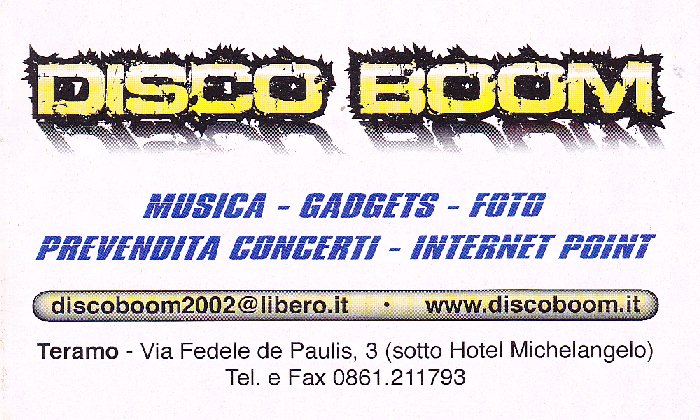 DISCO BOOM
MUSICA - GADGETS - FOTO
PREVENDITA CONCERTI - INTERNET POINT
discoboom2002@libero.it • www.discoboom.it
Teramo - Via Fedele de Paulis, 3 (sotto Hotel Michelangelo)
Tel. e Fax 0861.211793